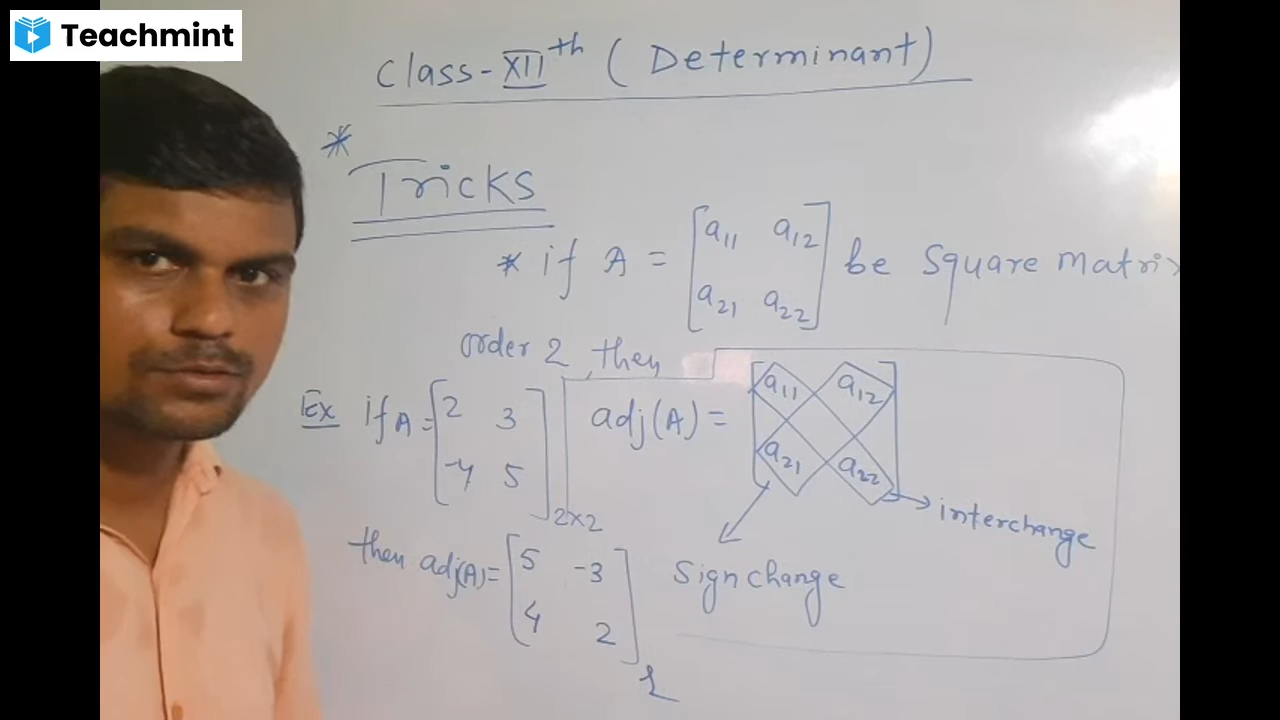 Teachmint
Class-XIIth (Determinant)
*
Tricks
* if A = [a11 a12
a21 a22] be Square matrix
order 2, then
Ex if A = [2 3
-4 5]2×2
adj(A) = [a11 a12
a21 a22]
interchange
Sign change
then adj(A) = [5 -3
4 2]